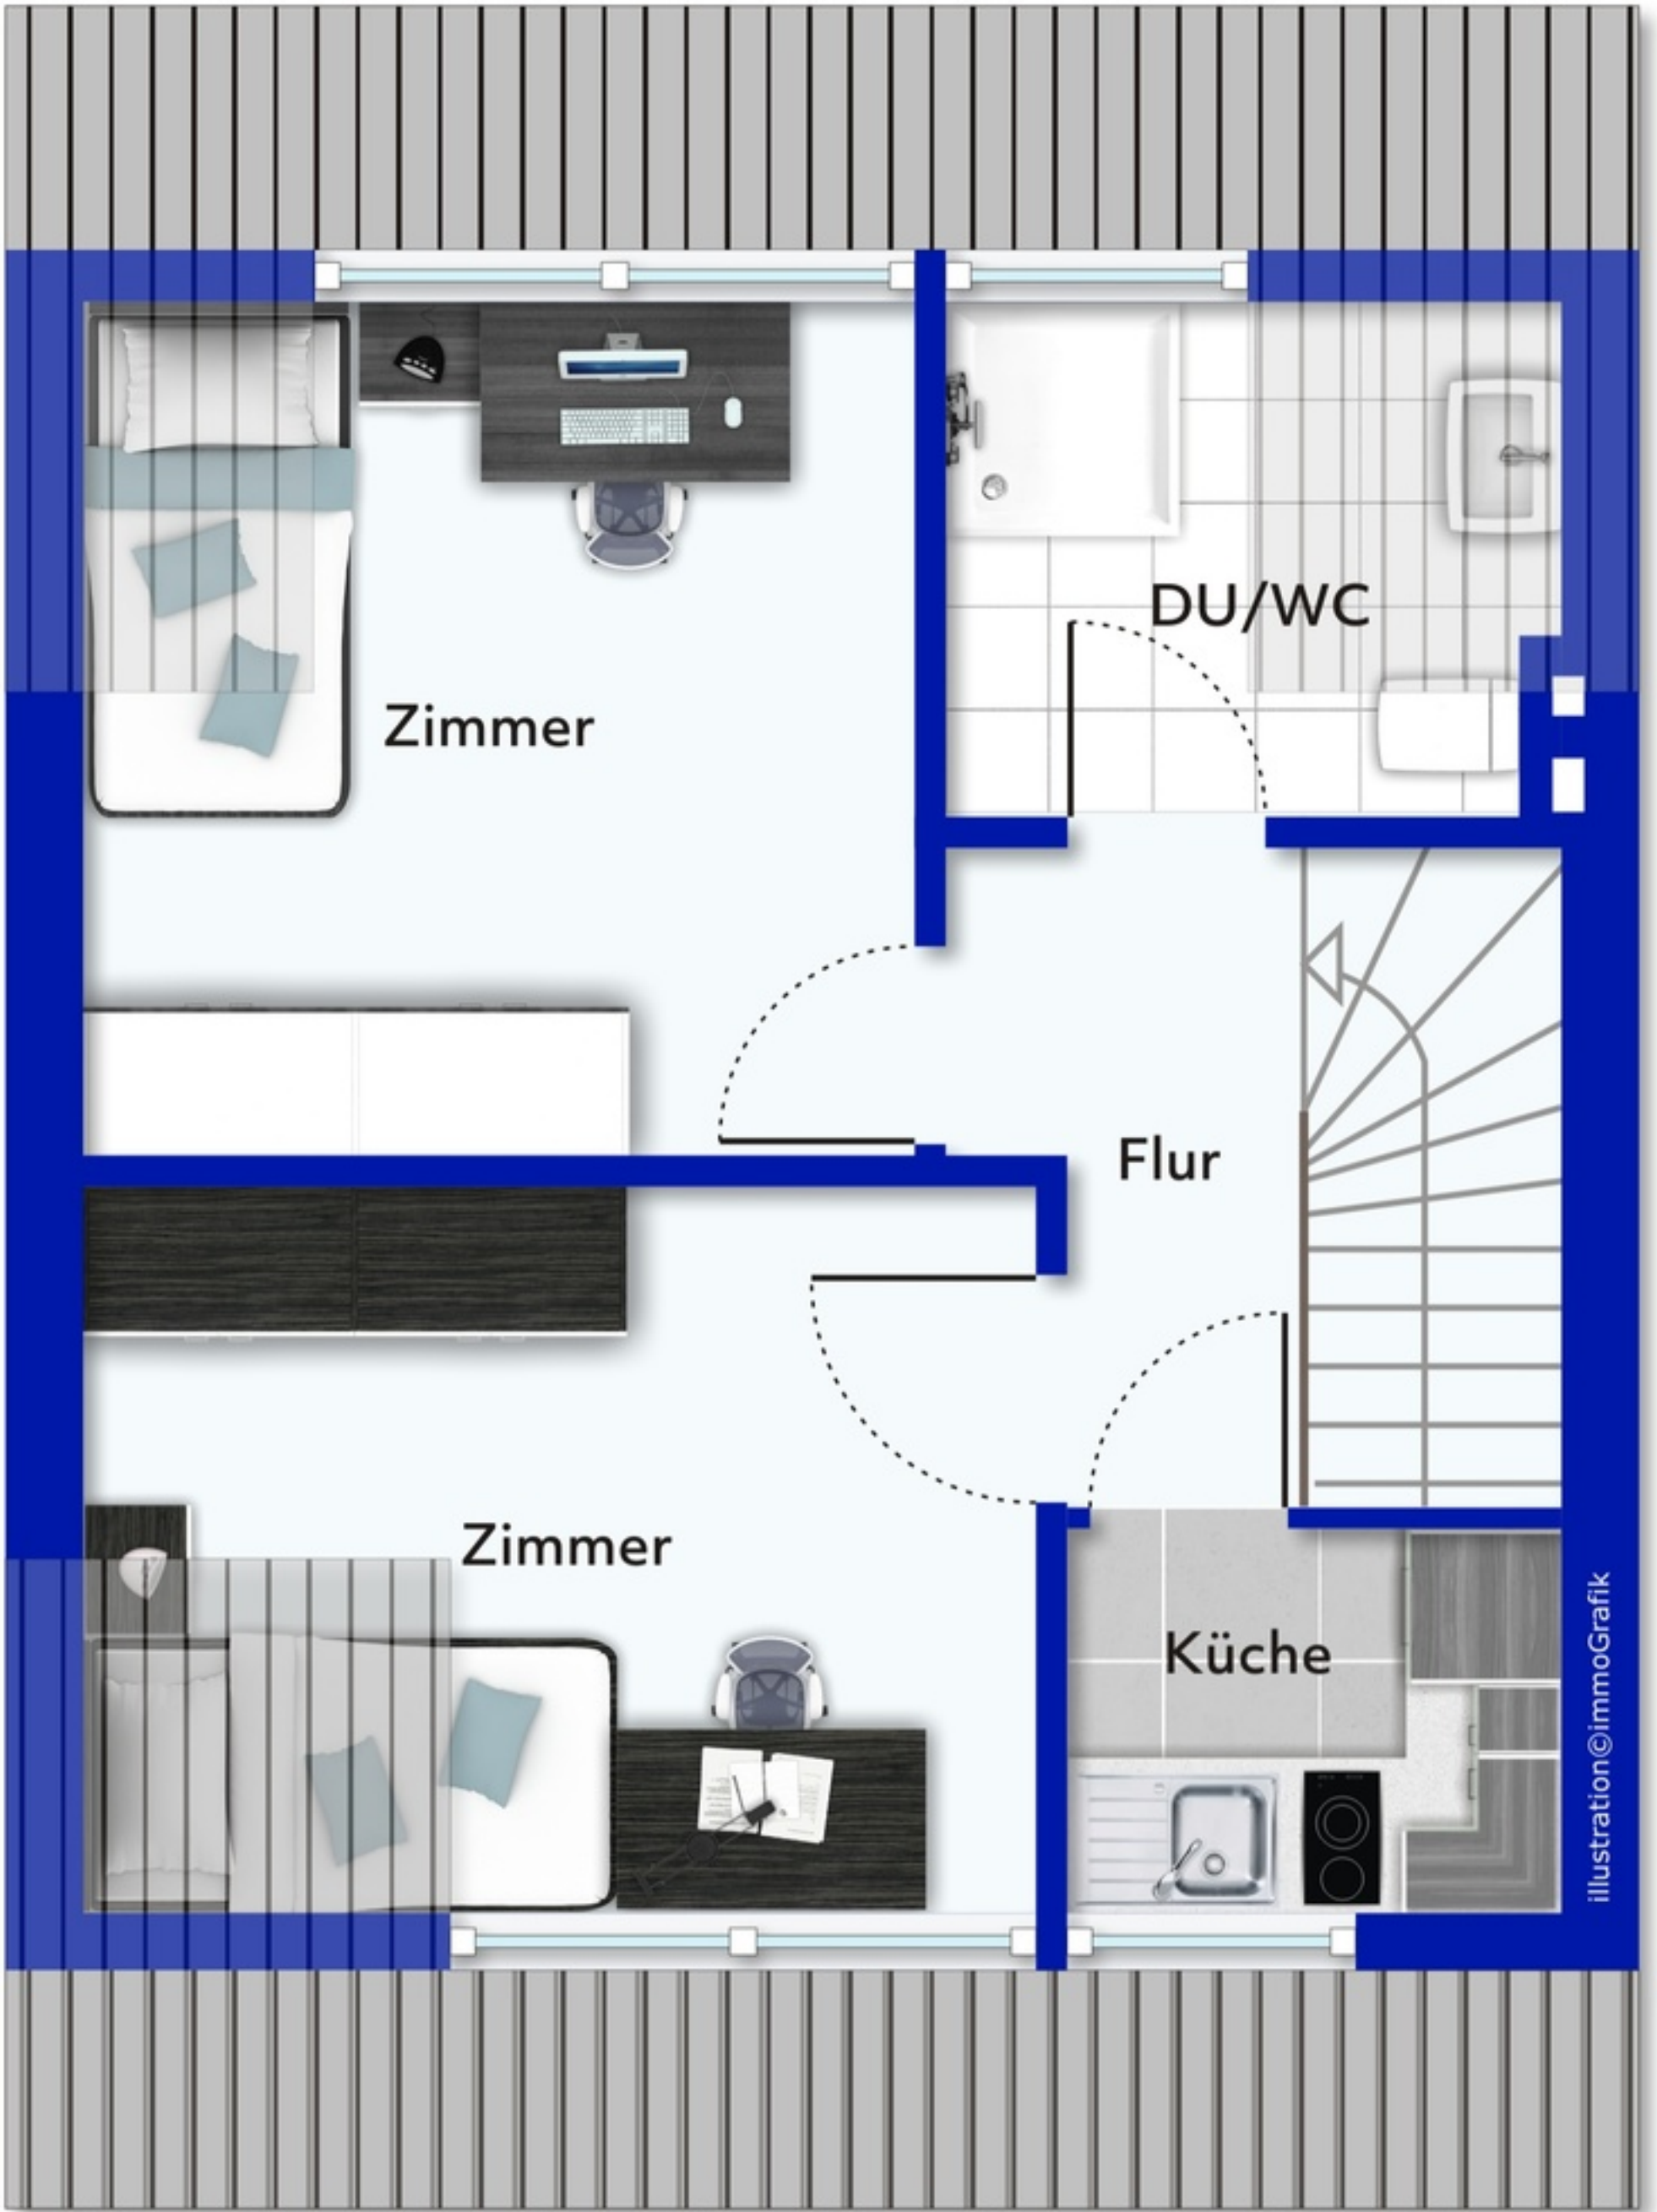 DU/WC
Zimmer
Flur
Zimmer
Küche
illustration©immoGrafik